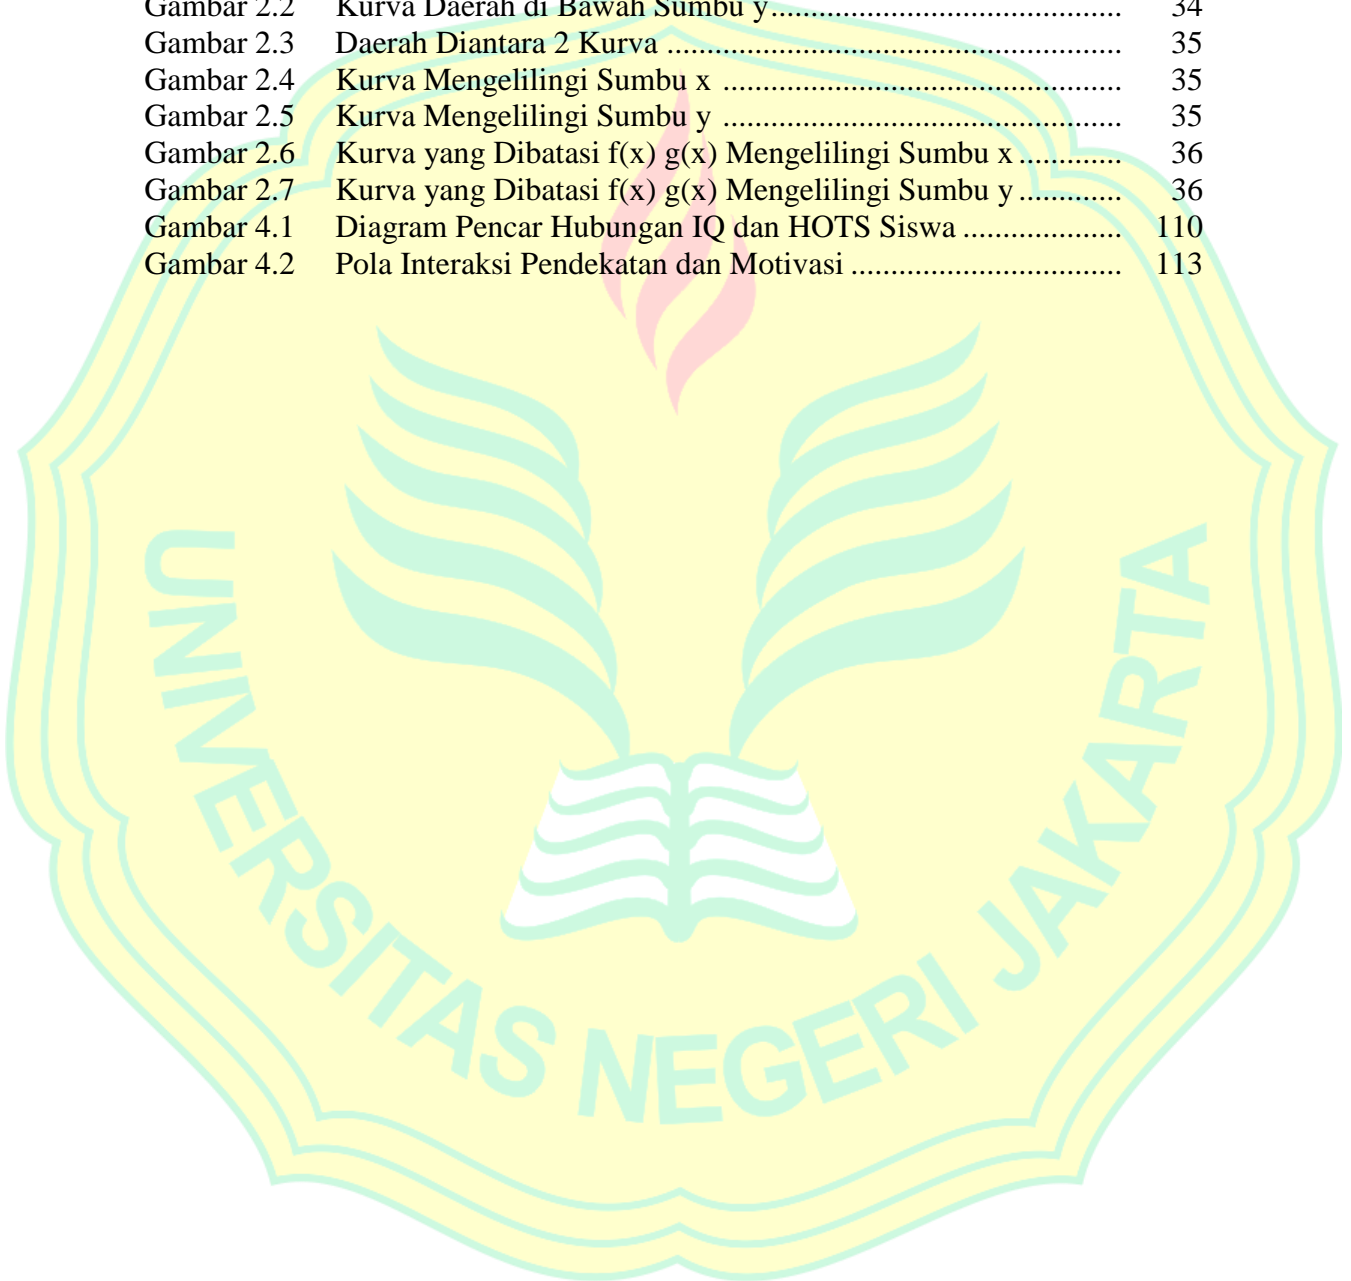 Gambar 2.2 Kurva Daerah di Bawah Sumbu y............................................ 34
Gambar 2.3 Daerah Diantara 2 Kurva ......................................................... 35
Gambar 2.4 Kurva Mengelilingi Sumbu x .................................................. 35
Gambar 2.5 Kurva Mengelilingi Sumbu y .................................................. 35
Gambar 2.6 Kurva yang Dibatasi f(x) g(x) Mengelilingi Sumbu x ............. 36
Gambar 2.7 Kurva yang Dibatasi f(x) g(x) Mengelilingi Sumbu y ............. 36
Gambar 4.1 Diagram Pencar Hubungan IQ dan HOTS Siswa .................... 110
Gambar 4.2 Pola Interaksi Pendekatan dan Motivasi .................................. 113
UNIVERSITAS NEGERI JAKARTA